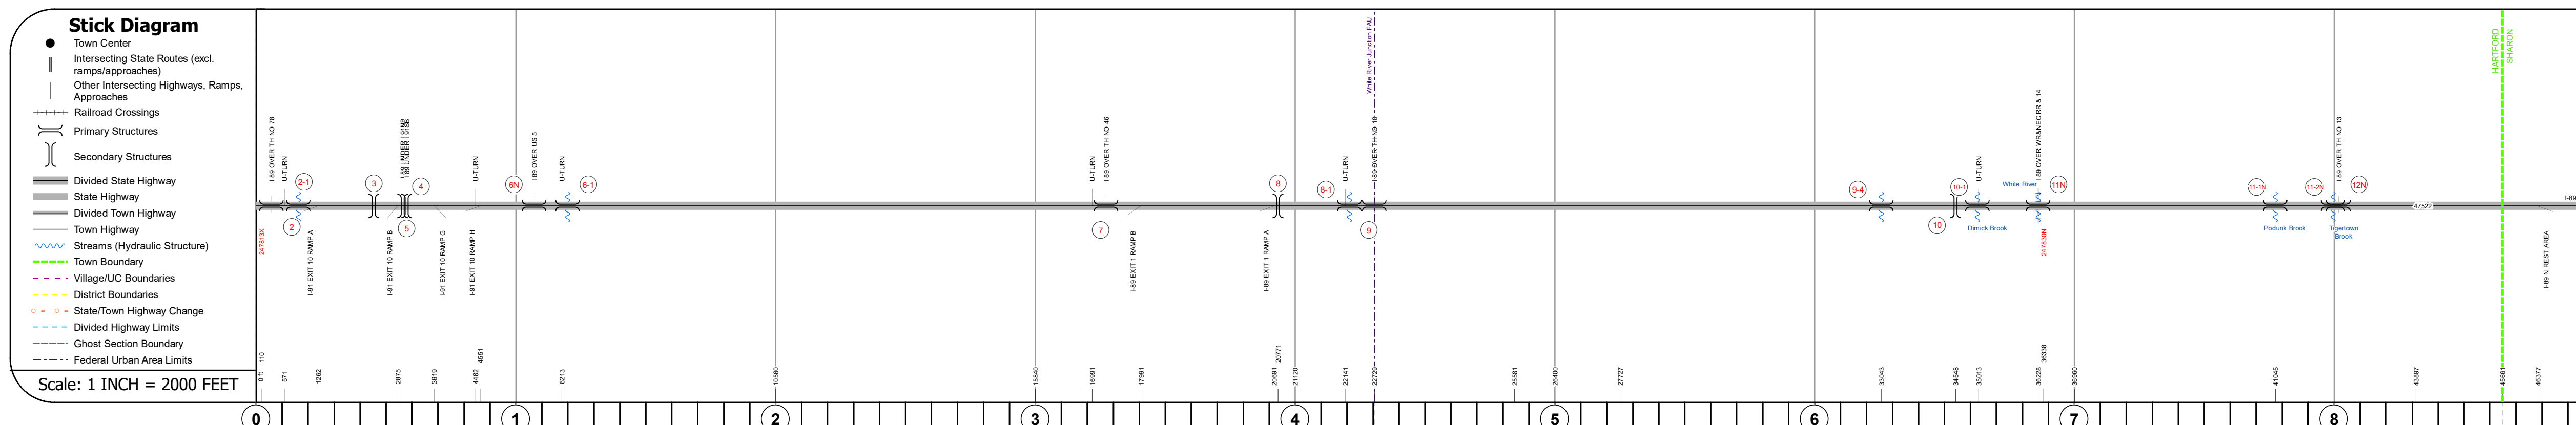 Stick Diagram
Town Center
Intersecting State Routes (excl.
ramps/approaches)
Other Intersecting Highways, Ramps,
Approaches
Railroad Crossings
Primary Structures
Secondary Structures
Divided State Highway
State Highway
Divided Town Highway
Town Highway
Streams (Hydraulic Structure)
Town Boundary
Village/UC Boundaries
District Boundaries
State/Town Highway Change
Divided Highway Limits
Ghost Section Boundary
Federal Urban Area Limits
Scale: 1 INCH = 2000 FEET
I 89 OVER TH NO 78
U-TURN
I 89 UNDER I 91NB
I 89 UNDER I 91SB
U-TURN
I 89 OVER US 5
U-TURN
U-TURN
I 89 OVER TH NO 46
U-TURN
White River Junction FAU
I 89 OVER TH NO 10
U-TURN
I 89 OVER WR&NEC RR & 14
I 89 OVER TH NO 13
HARTFORD
SHARON
2-1
3
4
6N
6-1
8
8-1
9-4
10-1
White River
11N
11-1N
11-2N
12N
47522
I-89
2
5
7
9
10
Dimick Brook
Podunk Brook
Tigertown
Brook
247813X
I-91 EXIT 10 RAMP A
I-91 EXIT 10 RAMP B
I-91 EXIT 10 RAMP G
I-91 EXIT 10 RAMP H
I-89 EXIT 1 RAMP B
I-89 EXIT 1 RAMP A
247830N
I-89 N REST AREA
0 ft
110
571
1262
2875
3619
4462
4551
6213
10560
15840
16991
17991
20691
20771
21120
22141
22729
25581
26400
27727
33043
34548
35013
36228
36338
36960
41045
43897
45661
46377
0
1
2
3
4
5
6
7
8